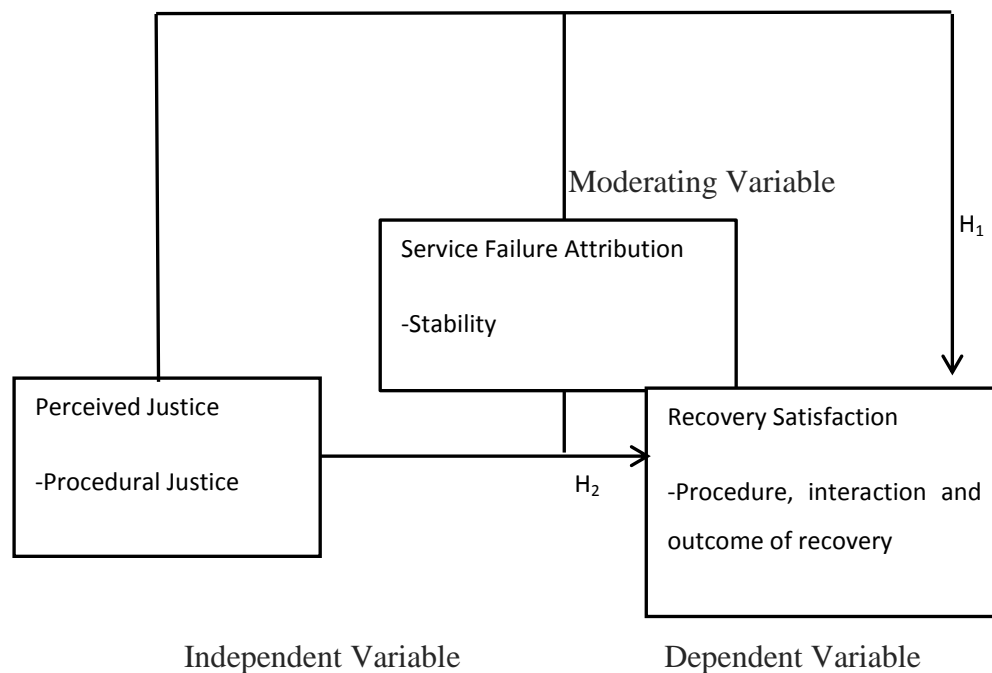 Moderating Variable
H₁
Service Failure Attribution
-Stability
Perceived Justice
-Procedural Justice
H₂
Recovery Satisfaction
-Procedure, interaction and
outcome of recovery
Independent Variable
Dependent Variable